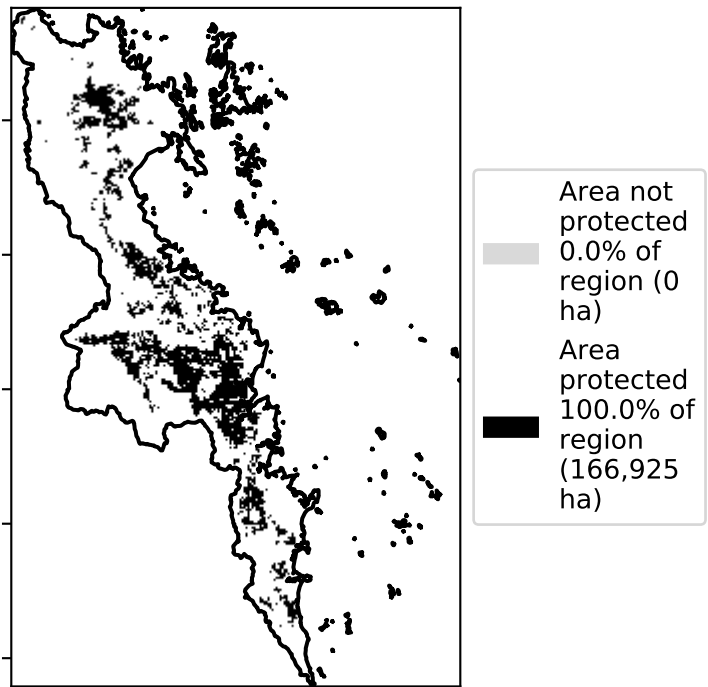 Area not
protected
0.0% of
region (0
ha)
Area
protected
100.0% of
region
(166,925
ha)